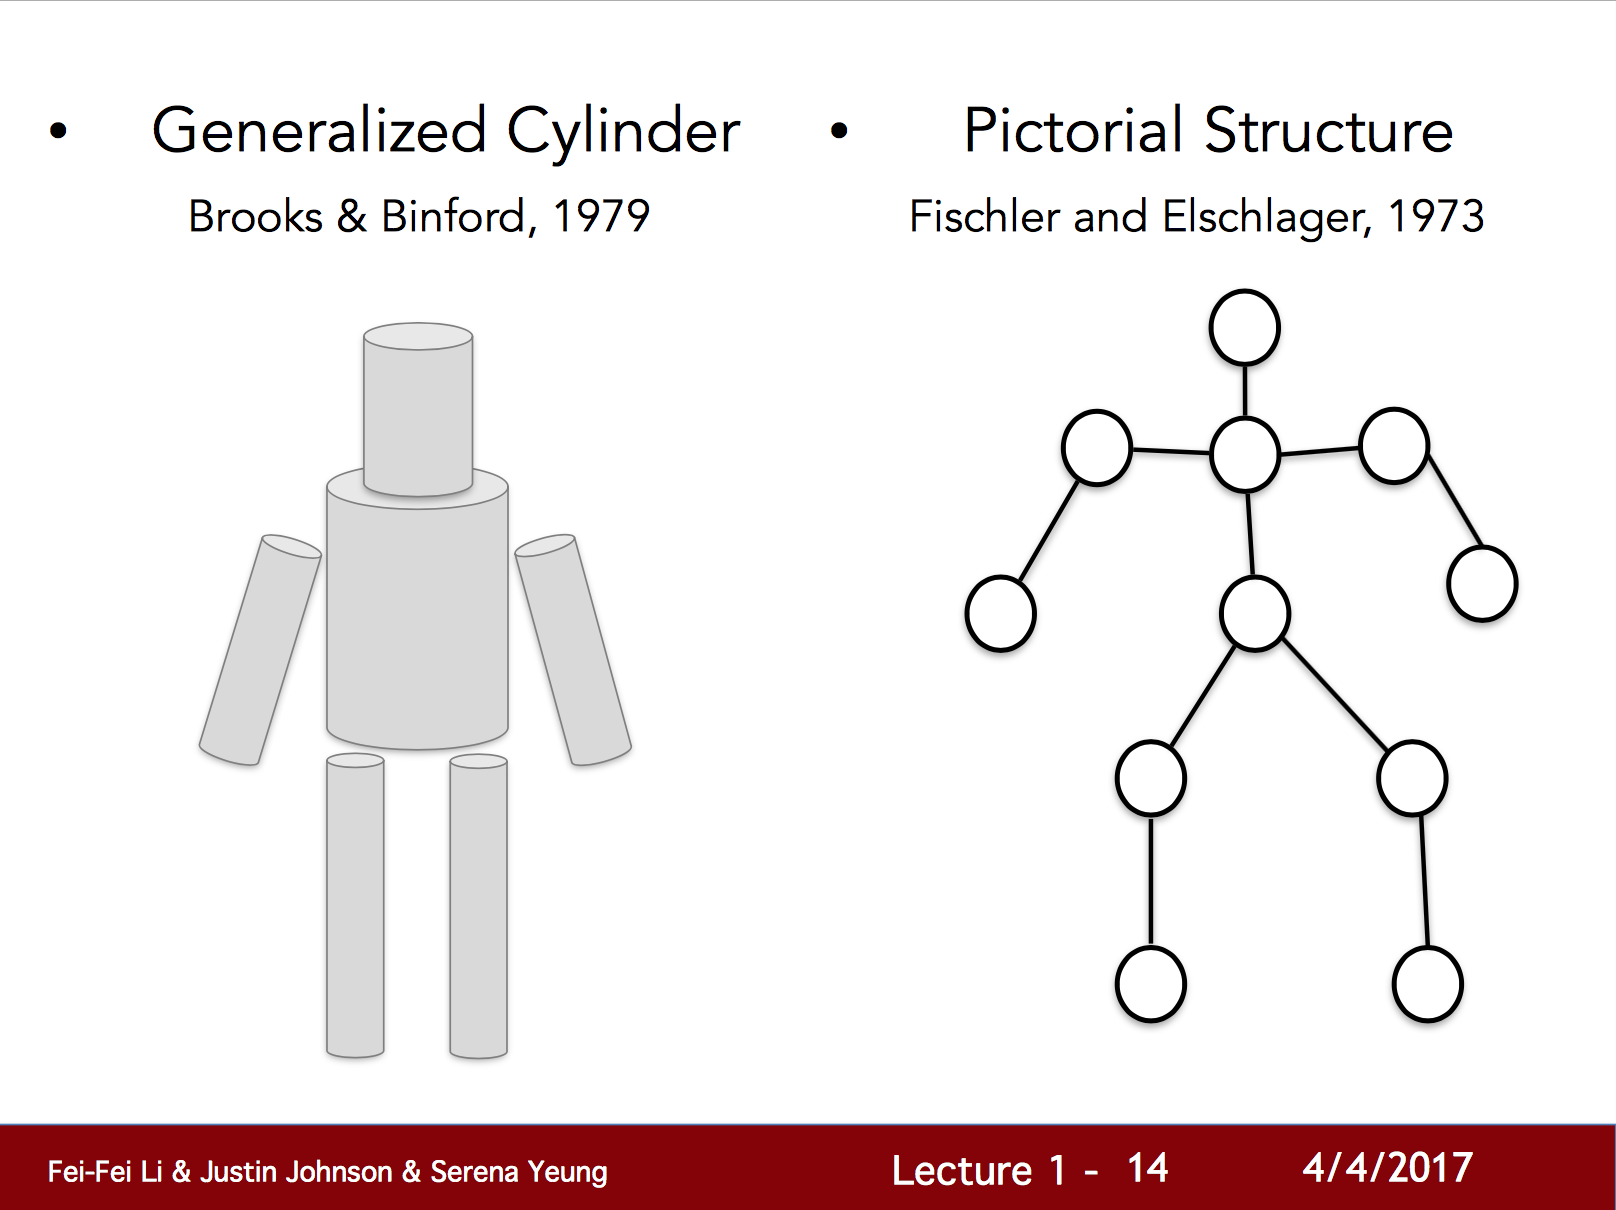 • Generalized Cylinder
Brooks & Binford, 1979
• Pictorial Structure
Fischler and Elschlager, 1973
Fei-Fei Li & Justin Johnson & Serena Yeung
Lecture 1 - 14
4/4/2017